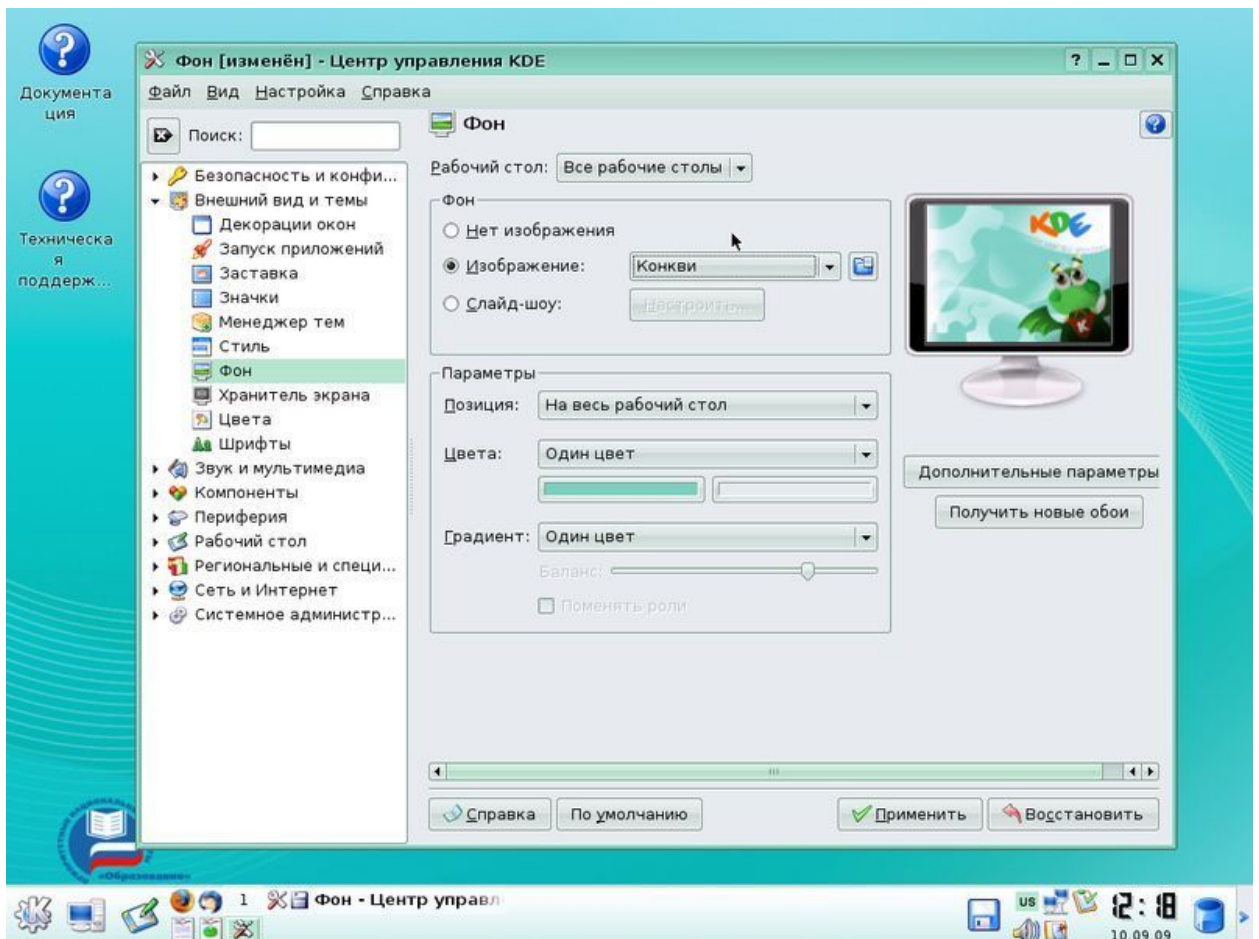 Документа
ция
Техническа
я
поддерж...
Фон [изменён] - Центр управления KDE
Файл Вид Настройка Справка
Поиск:
Безопасность и конфи...
Внешний вид и темы
Декорации окон
Запуск приложений
Заставка
Значки
Менеджер тем
Стиль
Фон
Хранитель экрана
Цвета
Шрифты
Звук и мультимедиа
Компоненты
Периферия
Рабочий стол
Региональные и специ...
Сеть и Интернет
Системное администр...
Фон
Рабочий стол: Все рабочие столы
Фон
Нет изображения
Изображение: Конкви
Слайд-шоу: Настроить...
KDE
K
Параметры
Позиция: На весь рабочий стол
Цвета: Один цвет
Градиент: Один цвет
Баланс:
Поменять роли
Дополнительные параметры
Получить новые обои
Справка По умолчанию Применить Восстановить
«Образование»
1 Фон - Центр управл
US
12:18
10.09.09